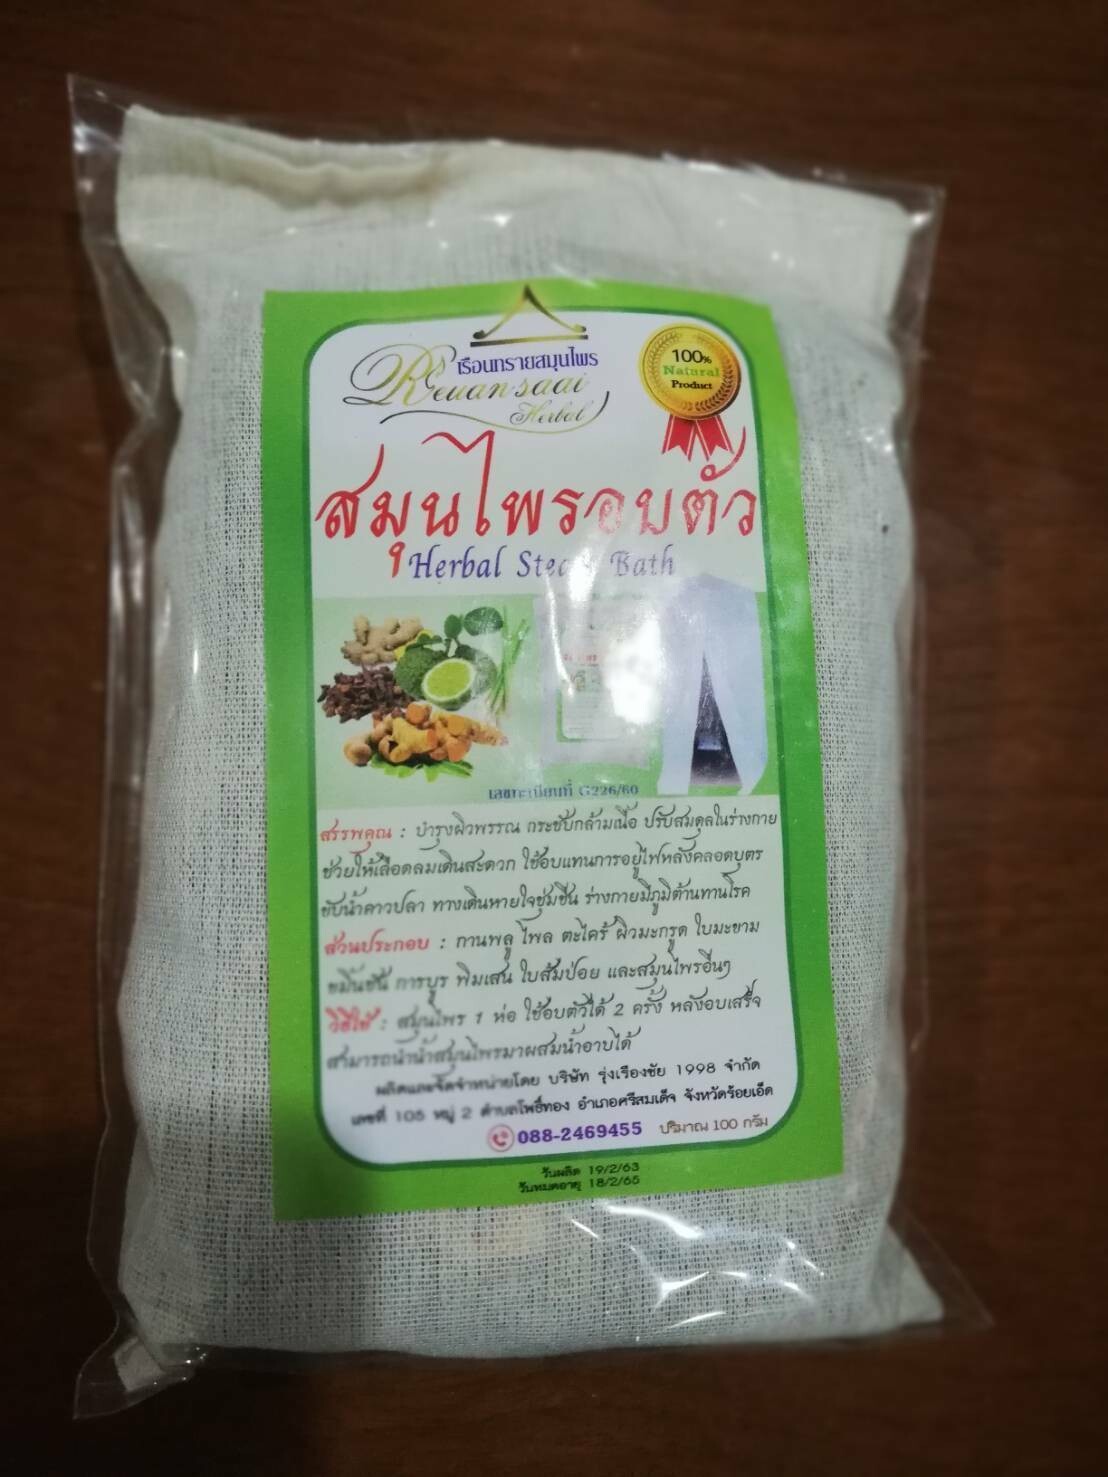 เรือนทรายสมุนไพร
Reuansaai
Herbal
100%
Natural
Product
สมุนไพรอบตัว
Herbal Steam Bath
เลขทะเบียนที่ G226/60
สรรพคุณ : บำรุงผิวพรรณ กระชับกล้ามเนื้อ ปรับสมดุลในร่างกาย
ช่วยให้เลือดลมเดินสะดวก ใช้อบแทนการอยู่ไฟหลังคลอดบุตร
ขับน้ำคาวปลา ทางเดินหายใจชุ่มชื่น ร่างกายมีภูมิต้านทานโรค
ส่วนประกอบ : กานพลู ไพล ตะไคร้ ผิวมะกรูด ใบมะขาม
ขมิ้นชัน การบูร พิมเสน ใบส้มป่อย และสมุนไพรอื่นๆ
วิธีใช้ : สมุนไพร 1 ห่อ ใช้อบตัวได้ 2 ครั้ง หลังอบเสร็จ
สามารถนำน้ำสมุนไพรมาผสมน้ำอาบได้
ผลิตและจัดจำหน่ายโดย บริษัท รุ่งเรืองชัย 1998 จำกัด
เลขที่ 105 หมู่ 2 ตำบลโพธิ์ทอง อำเภอศรีสมเด็จ จังหวัดร้อยเอ็ด
088-2469455 ปริมาณ 100 กรัม
วันผลิต 19/2/63
วันหมดอายุ 18/2/65